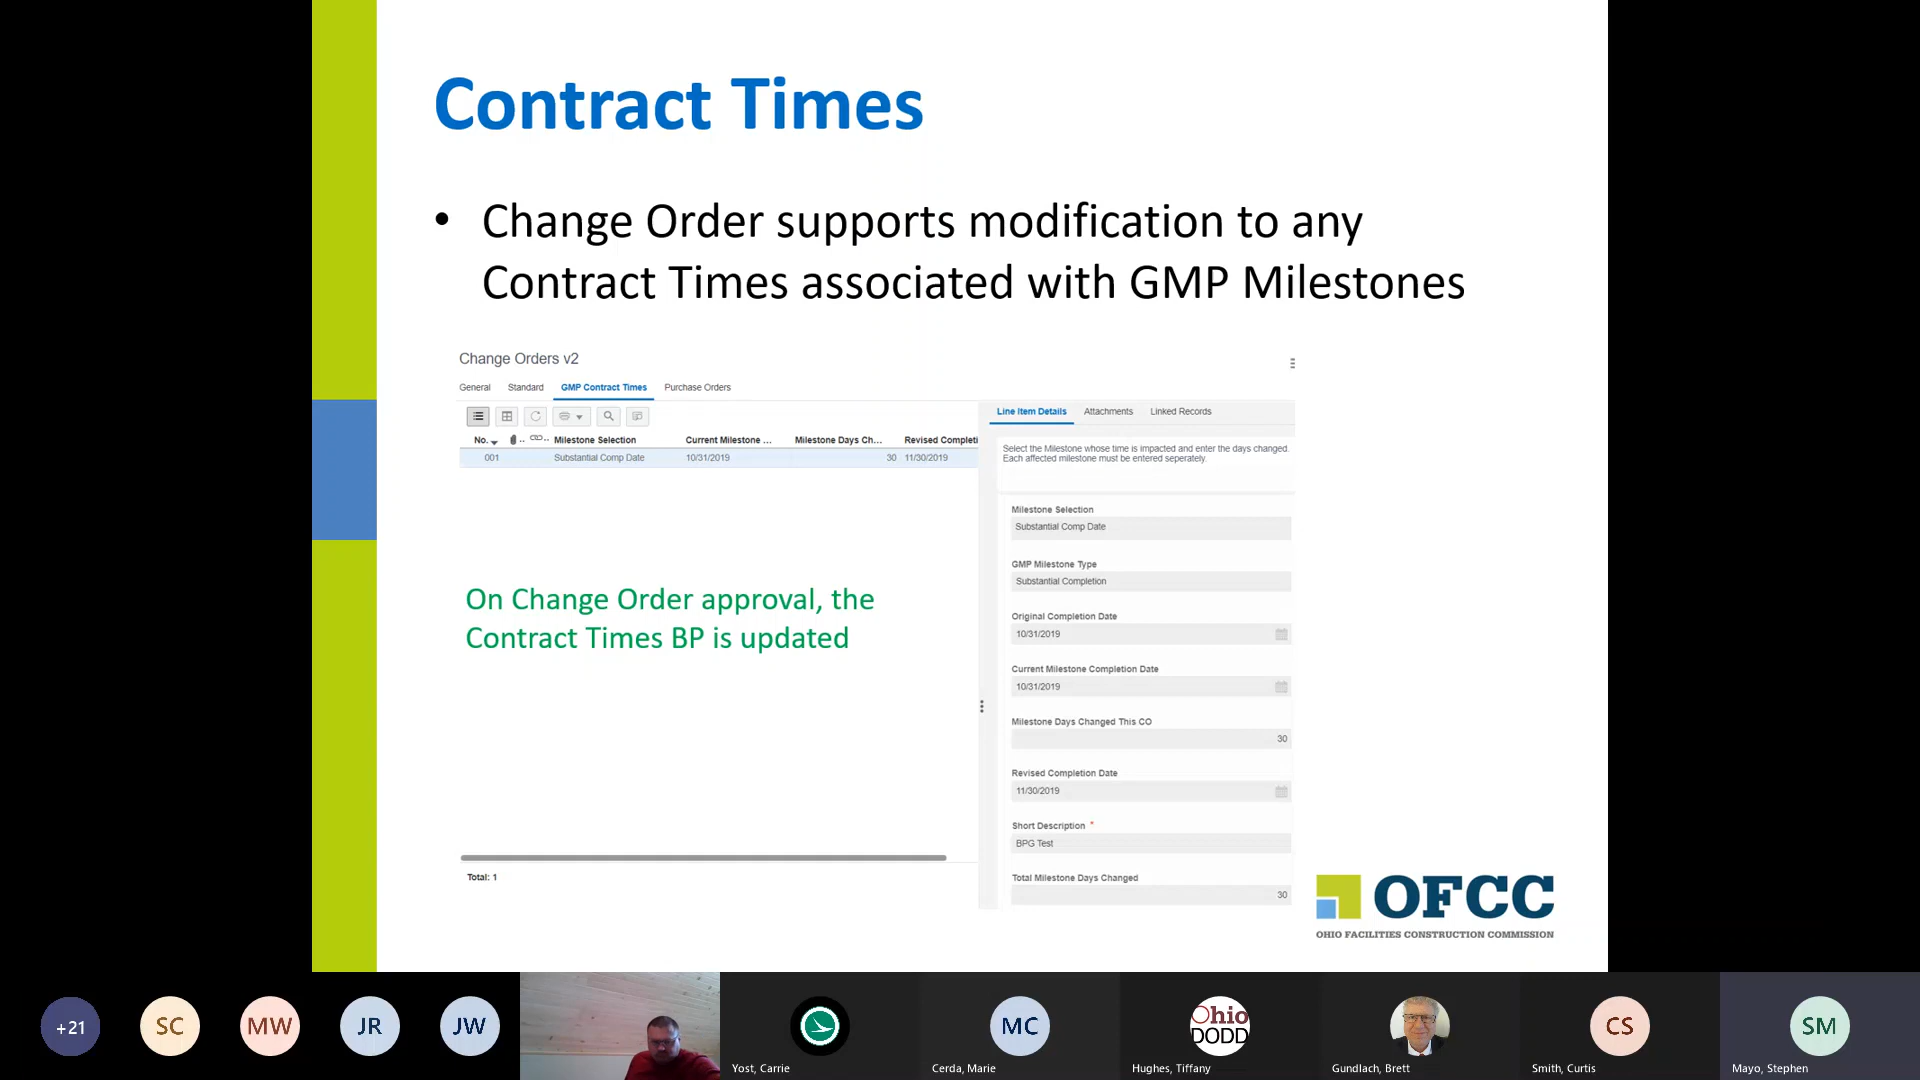 Contract Times
• Change Order supports modification to any
Contract Times associated with GMP Milestones
Change Orders v2
General Standard GMP Contract Times Purchase Orders
No. Milestone Selection Current Milestone ... Milestone Days Ch... Revised Completi
001 Substantial Comp Date 10/31/2019 30 11/30/2019
On Change Order approval, the
Contract Times BP is updated
Total: 1
Line Item Details Attachments Linked Records
Select the Milestone whose time is impacted and enter the days changed.
Each affected milestone must be entered seperately.
Milestone Selection
Substantial Comp Date
GMP Milestone Type
Substantial Completion
Original Completion Date
10/31/2019
Current Milestone Completion Date
10/31/2019
Milestone Days Changed This CO
30
Revised Completion Date
11/30/2019
Short Description *
BPG Test
Total Milestone Days Changed
30
OFCC
OHIO FACILITIES CONSTRUCTION COMMISSION
+21 SC MW JR JW MC Ohio CS SM
DODD
Yost, Carrie Cerda, Marie Hughes, Tiffany Gundlach, Brett Smith, Curtis Mayo, Stephen